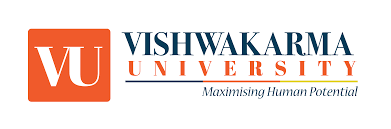 VU
VISHWAKARMA
UNIVERSITY
Maximising Human Potential